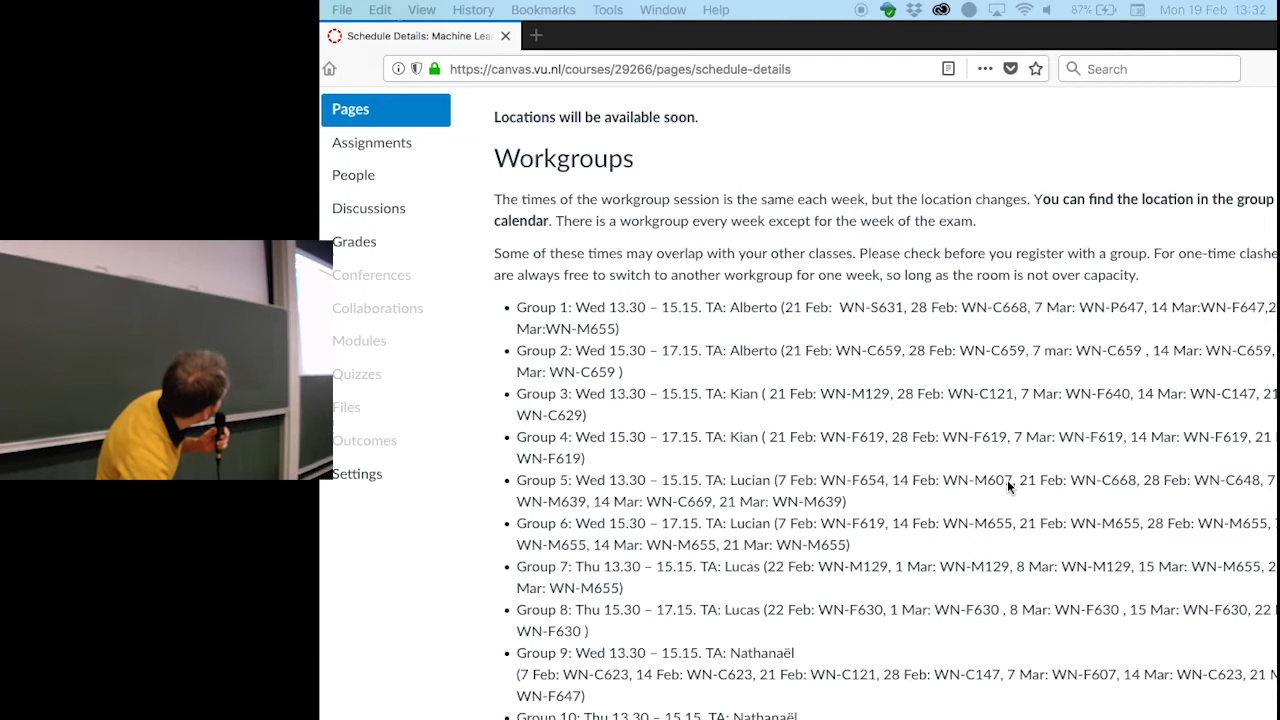 File Edit View History Bookmarks Tools Window Help 87% Mon 19 Feb 13:32
Schedule Details: Machine Lea
https://canvas.vu.nl/courses/29266/pages/schedule-details
Search
Pages
Assignments
People
Discussions
Grades
Conferences
Collaborations
Modules
Quizzes
Files
Outcomes
Settings
Locations will be available soon.
Workgroups
The times of the workgroup session is the same each week, but the location changes. You can find the location in the group
calendar. There is a workgroup every week except for the week of the exam.
Some of these times may overlap with your other classes. Please check before you register with a group. For one-time clashe
are always free to switch to another workgroup for one week, so long as the room is not over capacity.
• Group 1: Wed 13.30 – 15.15. TA: Alberto (21 Feb: WN-S631, 28 Feb: WN-C668, 7 Mar: WN-P647, 14 Mar:WN-F647,2
Mar:WN-M655)
• Group 2: Wed 15.30 – 17.15. TA: Alberto (21 Feb: WN-C659, 28 Feb: WN-C659, 7 mar: WN-C659 , 14 Mar: WN-C659,
Mar: WN-C659 )
• Group 3: Wed 13.30 – 15.15. TA: Kian ( 21 Feb: WN-M129, 28 Feb: WN-C121, 7 Mar: WN-F640, 14 Mar: WN-C147, 21
WN-C629)
• Group 4: Wed 15.30 – 17.15. TA: Kian ( 21 Feb: WN-F619, 28 Feb: WN-F619, 7 Mar: WN-F619, 14 Mar: WN-F619, 21
WN-F619)
• Group 5: Wed 13.30 – 15.15. TA: Lucian (7 Feb: WN-F654, 14 Feb: WN-M607, 21 Feb: WN-C668, 28 Feb: WN-C648, 7
WN-M639, 14 Mar: WN-C669, 21 Mar: WN-M639)
• Group 6: Wed 15.30 – 17.15. TA: Lucian (7 Feb: WN-F619, 14 Feb: WN-M655, 21 Feb: WN-M655, 28 Feb: WN-M655,
WN-M655, 14 Mar: WN-M655, 21 Mar: WN-M655)
• Group 7: Thu 13.30 – 15.15. TA: Lucas (22 Feb: WN-M129, 1 Mar: WN-M129, 8 Mar: WN-M129, 15 Mar: WN-M655, 2
Mar: WN-M655)
• Group 8: Thu 15.30 – 17.15. TA: Lucas (22 Feb: WN-F630, 1 Mar: WN-F630 , 8 Mar: WN-F630 , 15 Mar: WN-F630, 22
WN-F630 )
• Group 9: Wed 13.30 – 15.15. TA: Nathanaël
(7 Feb: WN-C623, 14 Feb: WN-C623, 21 Feb: WN-C121, 28 Feb: WN-C147, 7 Mar: WN-F607, 14 Mar: WN-C623, 21 M
WN-F647)
• Group 10: Thu 13.30 – 15.15. TA: Nathanaël